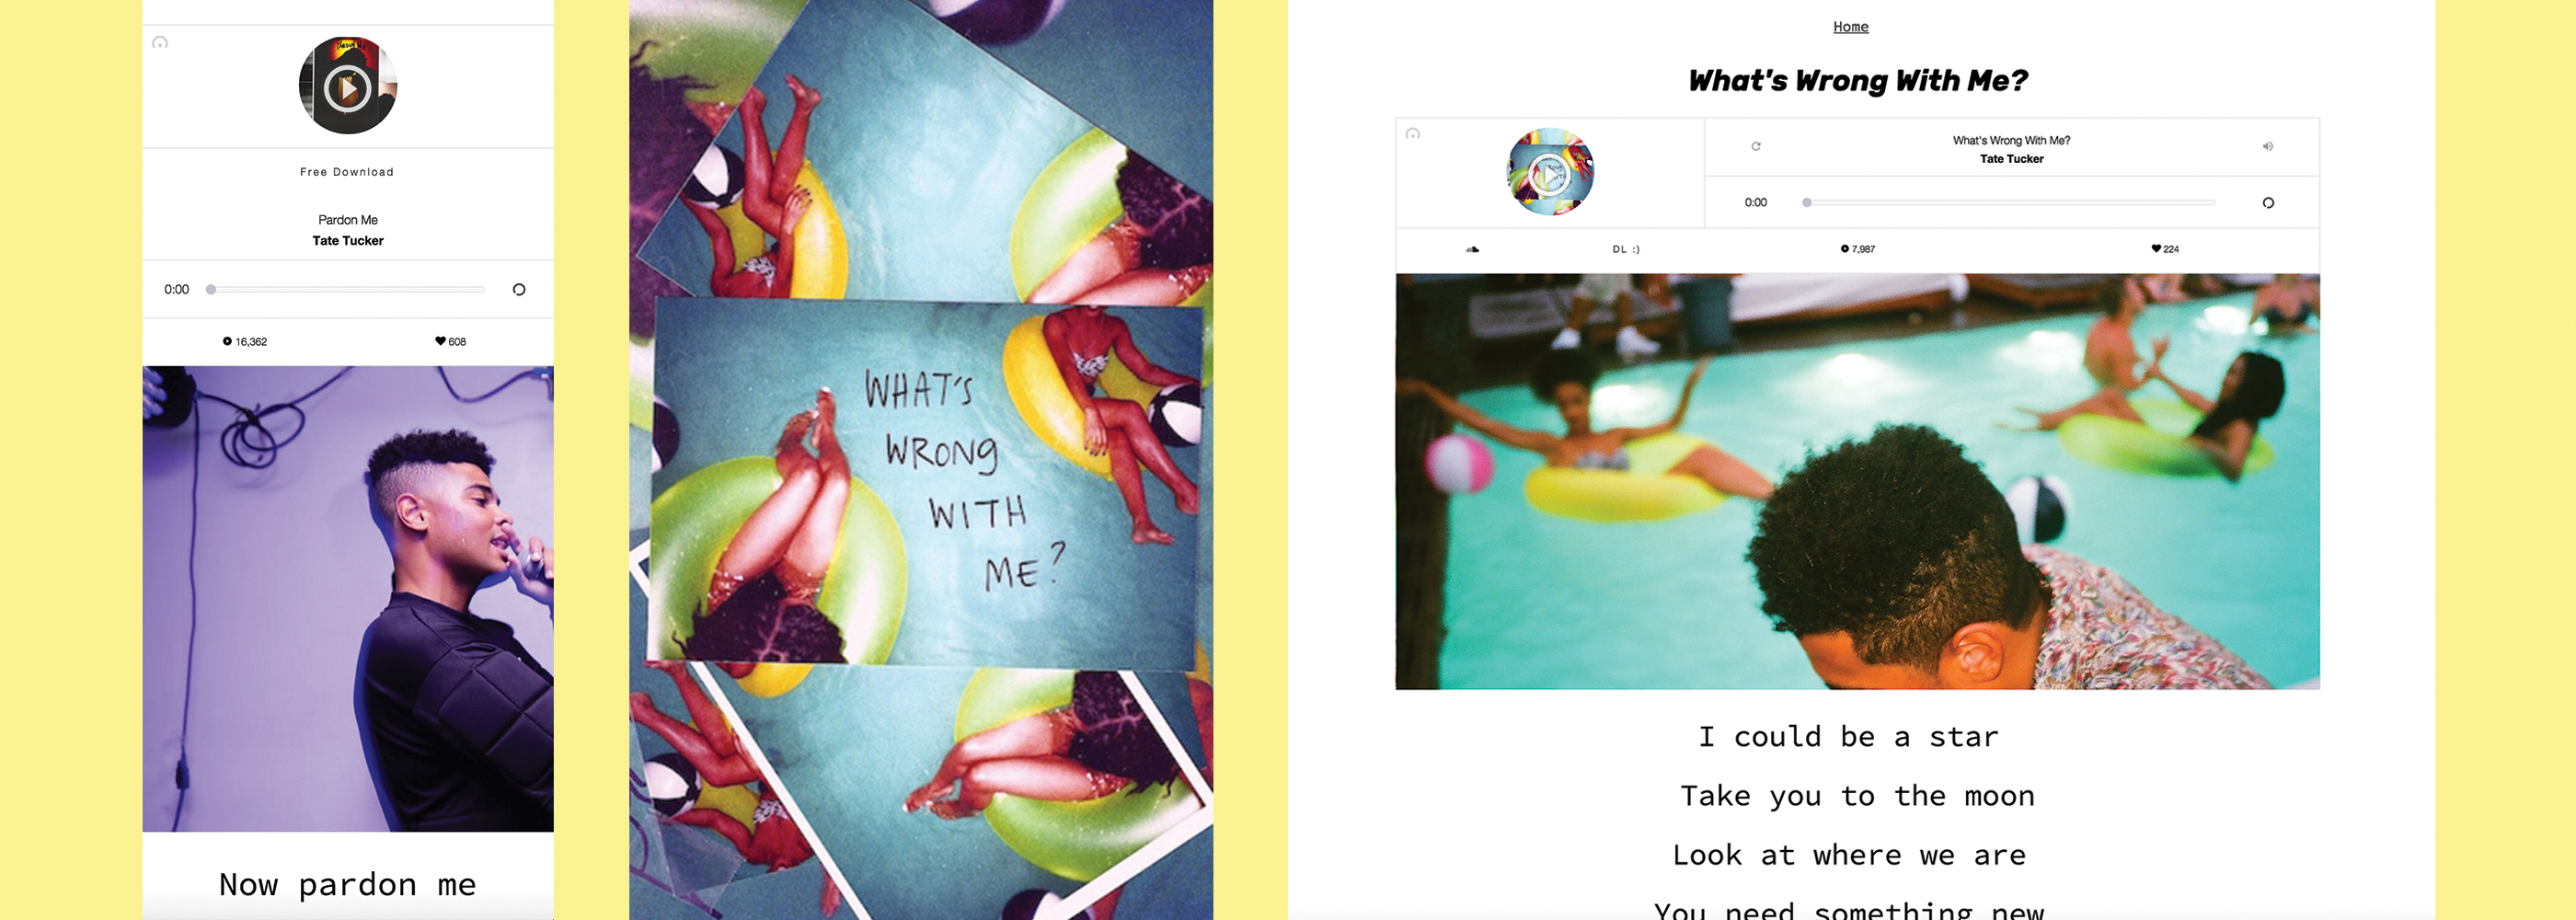 Free Download
Pardon Me
Tate Tucker
0:00
16,362
608
Now pardon me
WHAT'S
WRONG
WITH
ME?
Home
What's Wrong With Me?
What's Wrong With Me?
Tate Tucker
0:00
DL :)
7,987
224
I could be a star
Take you to the moon
Look at where we are
You need something new